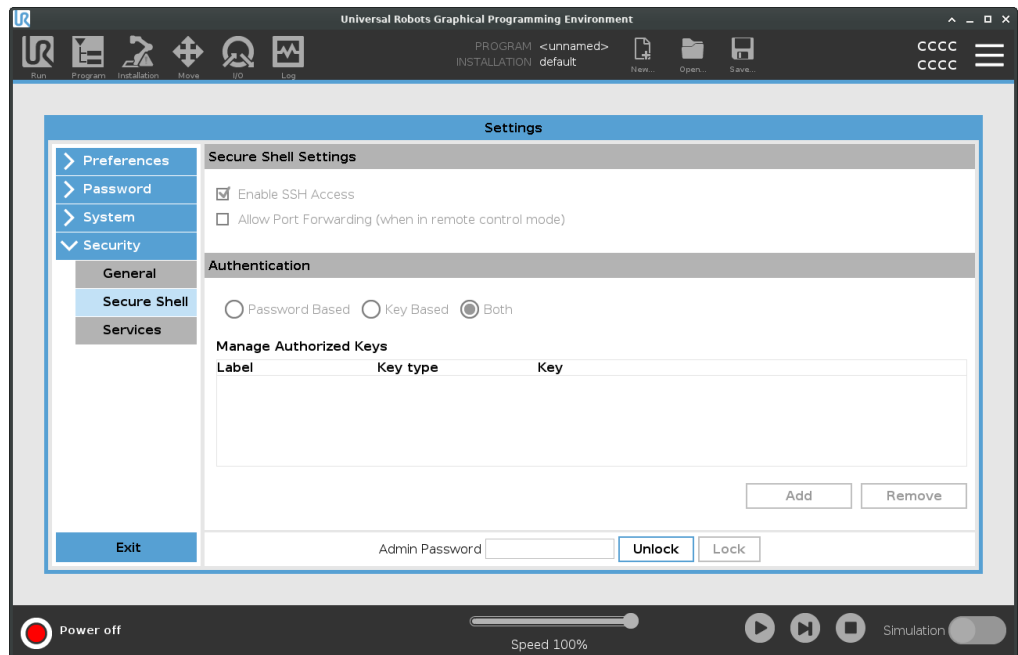 Universal Robots Graphical Programming Environment
PROGRAM <unnamed>
INSTALLATION default
CCCC
CCCC
Run Program Installation Move I/O Log New... Open... Save...
Settings
Preferences
Password
System
Security
General
Secure Shell
Services
Exit
Secure Shell Settings
Enable SSH Access
Allow Port Forwarding (when in remote control mode)
Authentication
Password Based Key Based Both
Manage Authorized Keys
Label Key type Key
Add Remove
Admin Password Unlock Lock
Power off
Speed 100%
Simulation